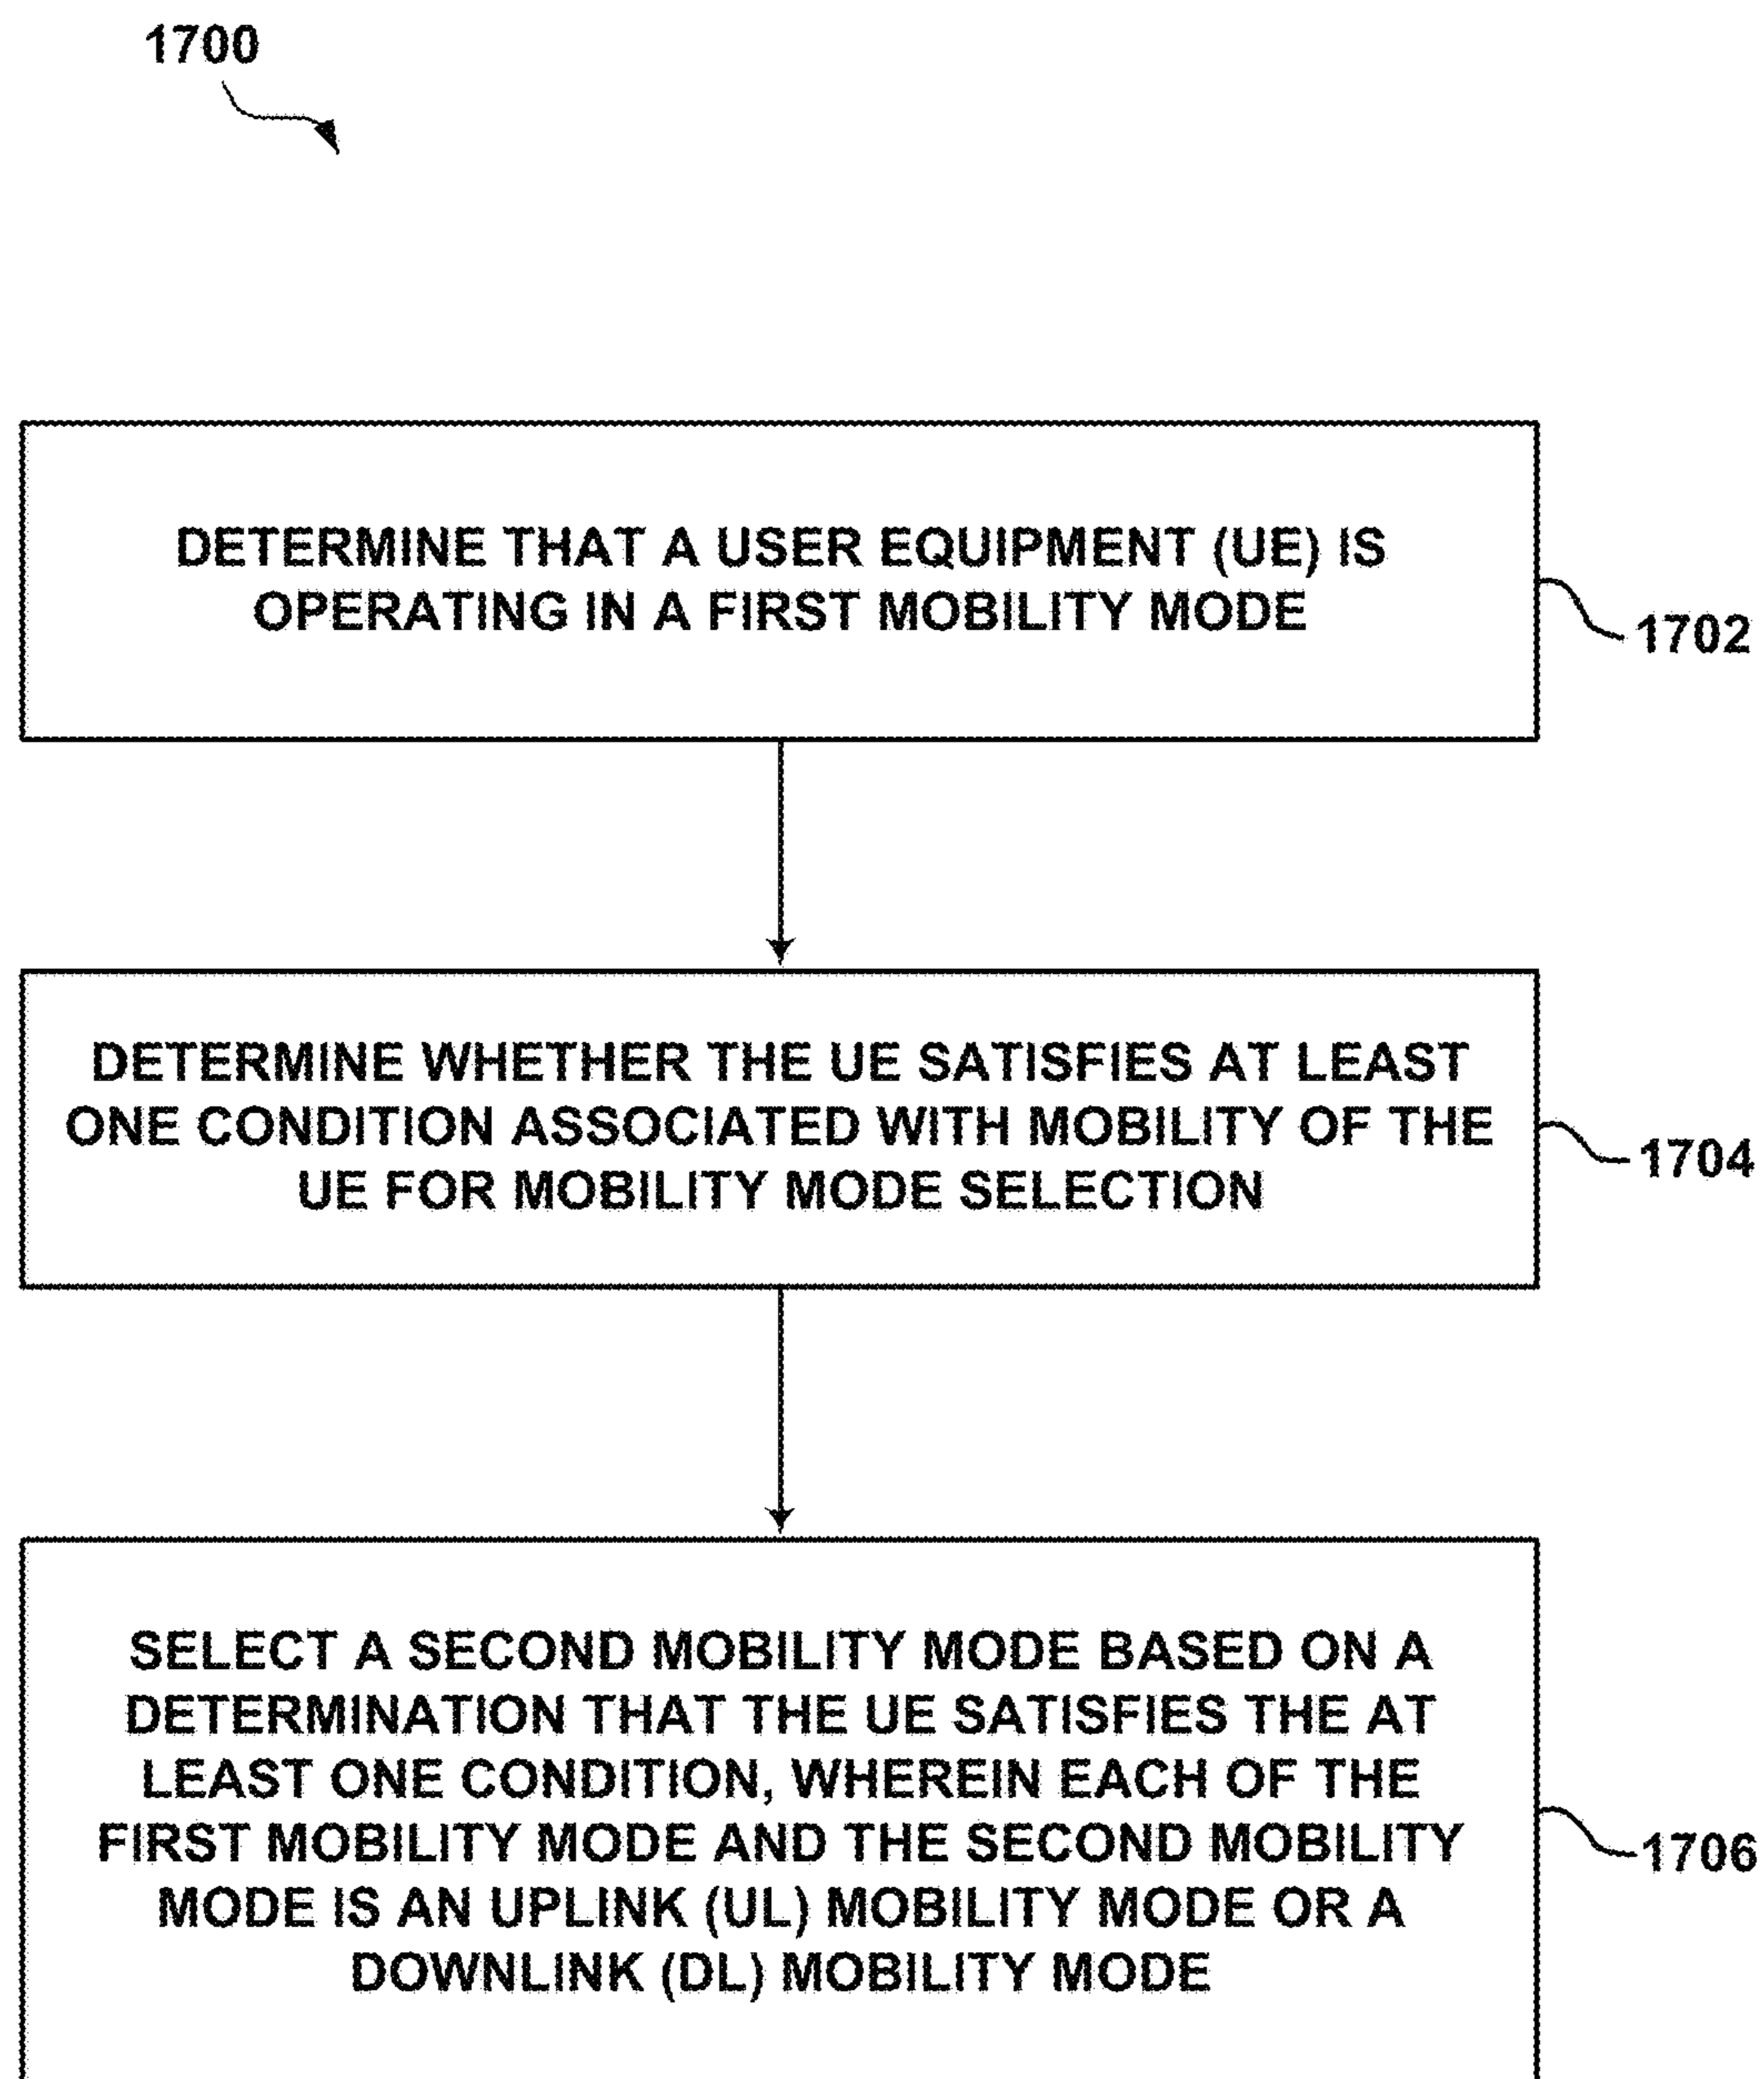 1700
DETERMINE THAT A USER EQUIPMENT (UE) IS
OPERATING IN A FIRST MOBILITY MODE
1702
DETERMINE WHETHER THE UE SATISFIES AT LEAST
ONE CONDITION ASSOCIATED WITH MOBILITY OF THE
UE FOR MOBILITY MODE SELECTION
1704
SELECT A SECOND MOBILITY MODE BASED ON A
DETERMINATION THAT THE UE SATISFIES THE AT
LEAST ONE CONDITION, WHEREIN EACH OF THE
FIRST MOBILITY MODE AND THE SECOND MOBILITY
MODE IS AN UPLINK (UL) MOBILITY MODE OR A
DOWNLINK (DL) MOBILITY MODE
1706